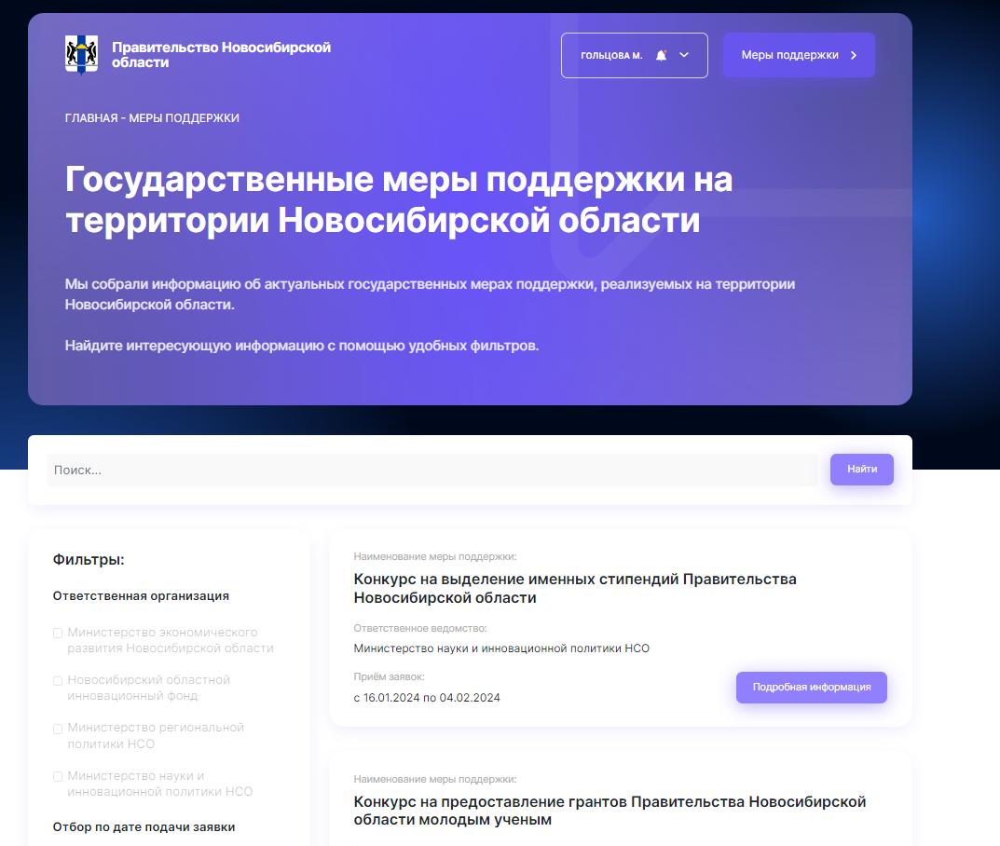 Правительство Новосибирской
области
ГОЛЬЦОВА М.
Меры поддержки
ГЛАВНАЯ - МЕРЫ ПОДДЕРЖКИ
Государственные меры поддержки на
территории Новосибирской области
Мы собрали информацию об актуальных государственных мерах поддержки, реализуемых на территории
Новосибирской области.
Найдите интересующую информацию с помощью удобных фильтров.
Поиск...
Найти
Фильтры:
Ответственная организация
Министерство экономического
развития Новосибирской области
Новосибирский областной
инновационный фонд
Министерство региональной
политики НСО
Министерство науки и
инновационной политики НСО
Отбор по дате подачи заявки
Наименование меры поддержки:
Конкурс на выделение именных стипендий Правительства
Новосибирской области
Ответственное ведомство:
Министерство науки и инновационной политики НСО
Приём заявок:
с 16.01.2024 по 04.02.2024
Подробная информация
Наименование меры поддержки:
Конкурс на предоставление грантов Правительства Новосибирской
области молодым ученым